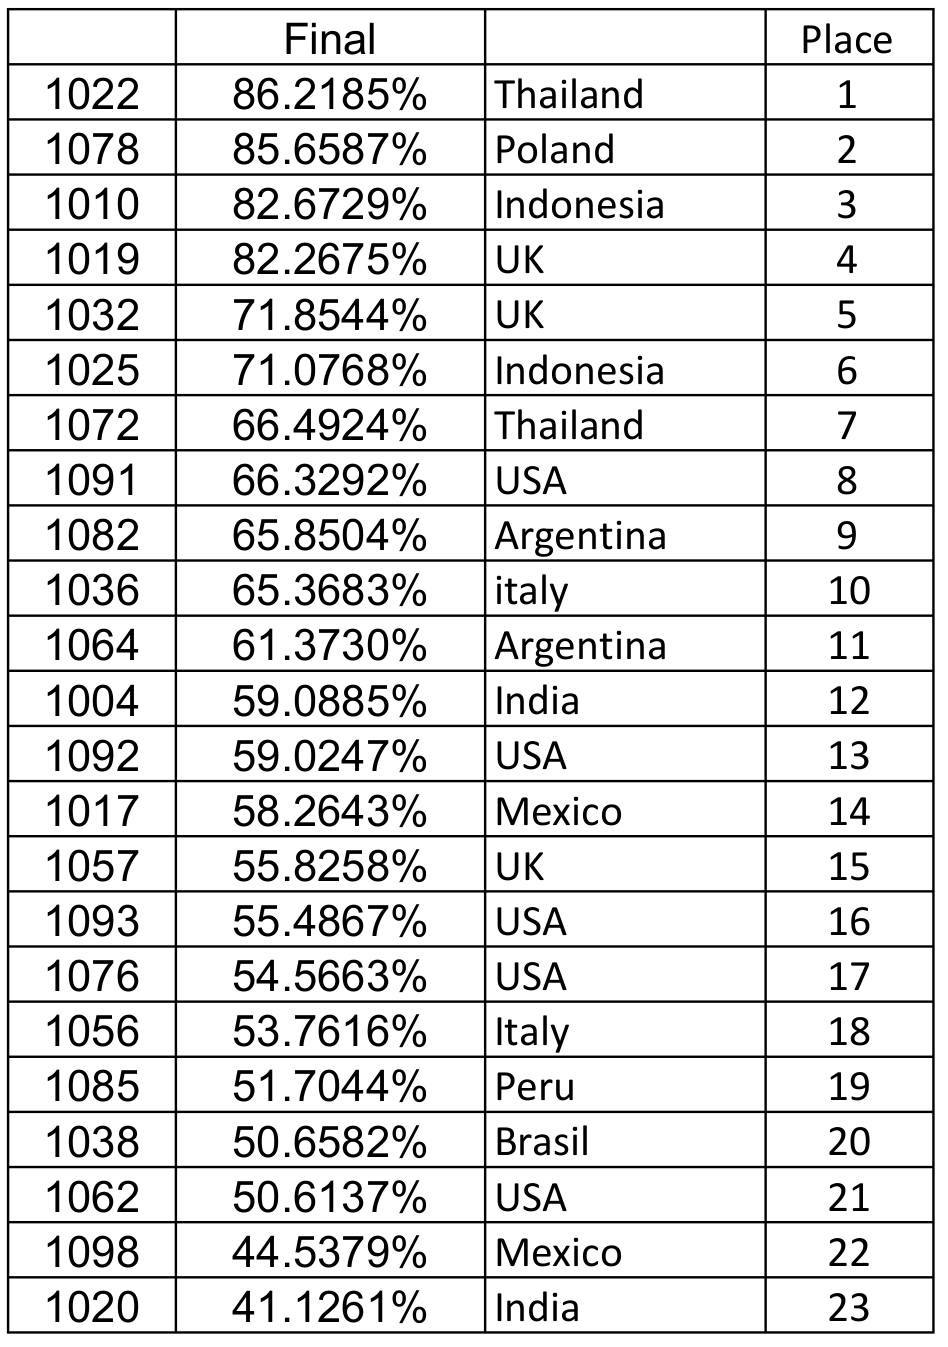 Final Place
1022 86.2185% Thailand 1
1078 85.6587% Poland 2
1010 82.6729% Indonesia 3
1019 82.2675% UK 4
1032 71.8544% UK 5
1025 71.0768% Indonesia 6
1072 66.4924% Thailand 7
1091 66.3292% USA 8
1082 65.8504% Argentina 9
1036 65.3683% italy 10
1064 61.3730% Argentina 11
1004 59.0885% India 12
1092 59.0247% USA 13
1017 58.2643% Mexico 14
1057 55.8258% UK 15
1093 55.4867% USA 16
1076 54.5663% USA 17
1056 53.7616% Italy 18
1085 51.7044% Peru 19
1038 50.6582% Brasil 20
1062 50.6137% USA 21
1098 44.5379% Mexico 22
1020 41.1261% India 23